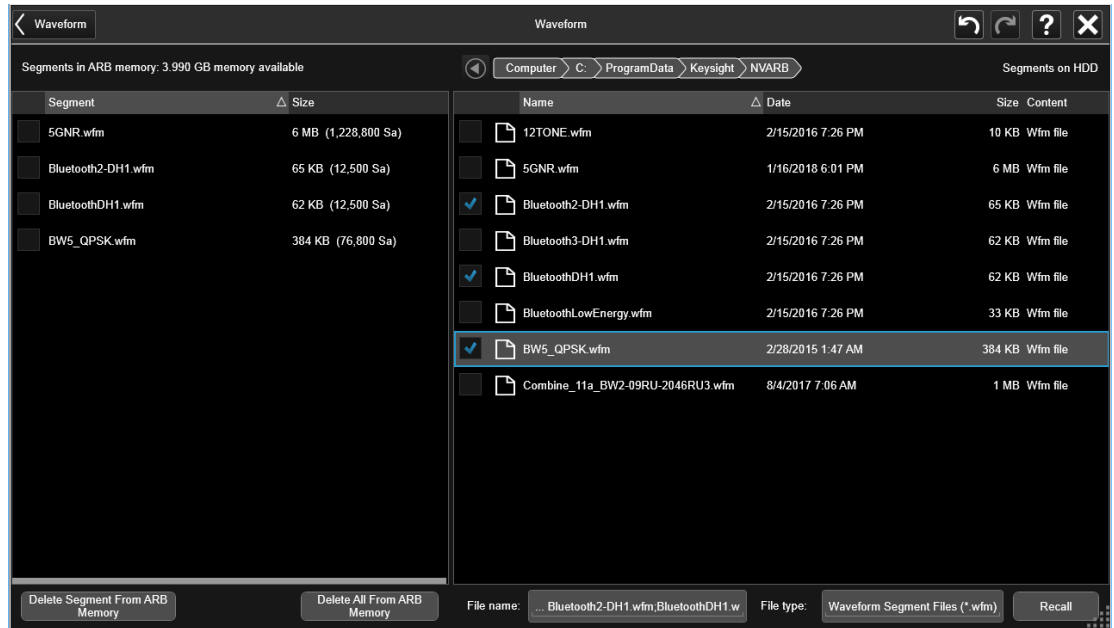 Waveform Waveform ?
Segments in ARB memory: 3.990 GB memory available Computer C: ProgramData Keysight NVARB Segments on HDD
Segment Size Name Date Size Content
5GNR.wfm 6 MB (1,228,800 Sa) 12TONE.wfm 2/15/2016 7:26 PM 10 KB Wfm file
Bluetooth2-DH1.wfm 65 KB (12,500 Sa) 5GNR.wfm 1/16/2018 6:01 PM 6 MB Wfm file
BluetoothDH1.wfm 62 KB (12,500 Sa) Bluetooth2-DH1.wfm 2/15/2016 7:26 PM 65 KB Wfm file
BW5_QPSK.wfm 384 KB (76,800 Sa) Bluetooth3-DH1.wfm 2/15/2016 7:26 PM 62 KB Wfm file
BluetoothDH1.wfm 2/15/2016 7:26 PM 62 KB Wfm file
BluetoothLowEnergy.wfm 2/15/2016 7:26 PM 33 KB Wfm file
BW5_QPSK.wfm 2/28/2015 1:47 AM 384 KB Wfm file
Combine_11a_BW2-09RU-2046RU3.wfm 8/4/2017 7:06 AM 1 MB Wfm file
Delete Segment From ARB Delete All From ARB
Memory Memory
File name: ... Bluetooth2-DH1.wfm;BluetoothDH1.w File type: Waveform Segment Files (*.wfm) Recall